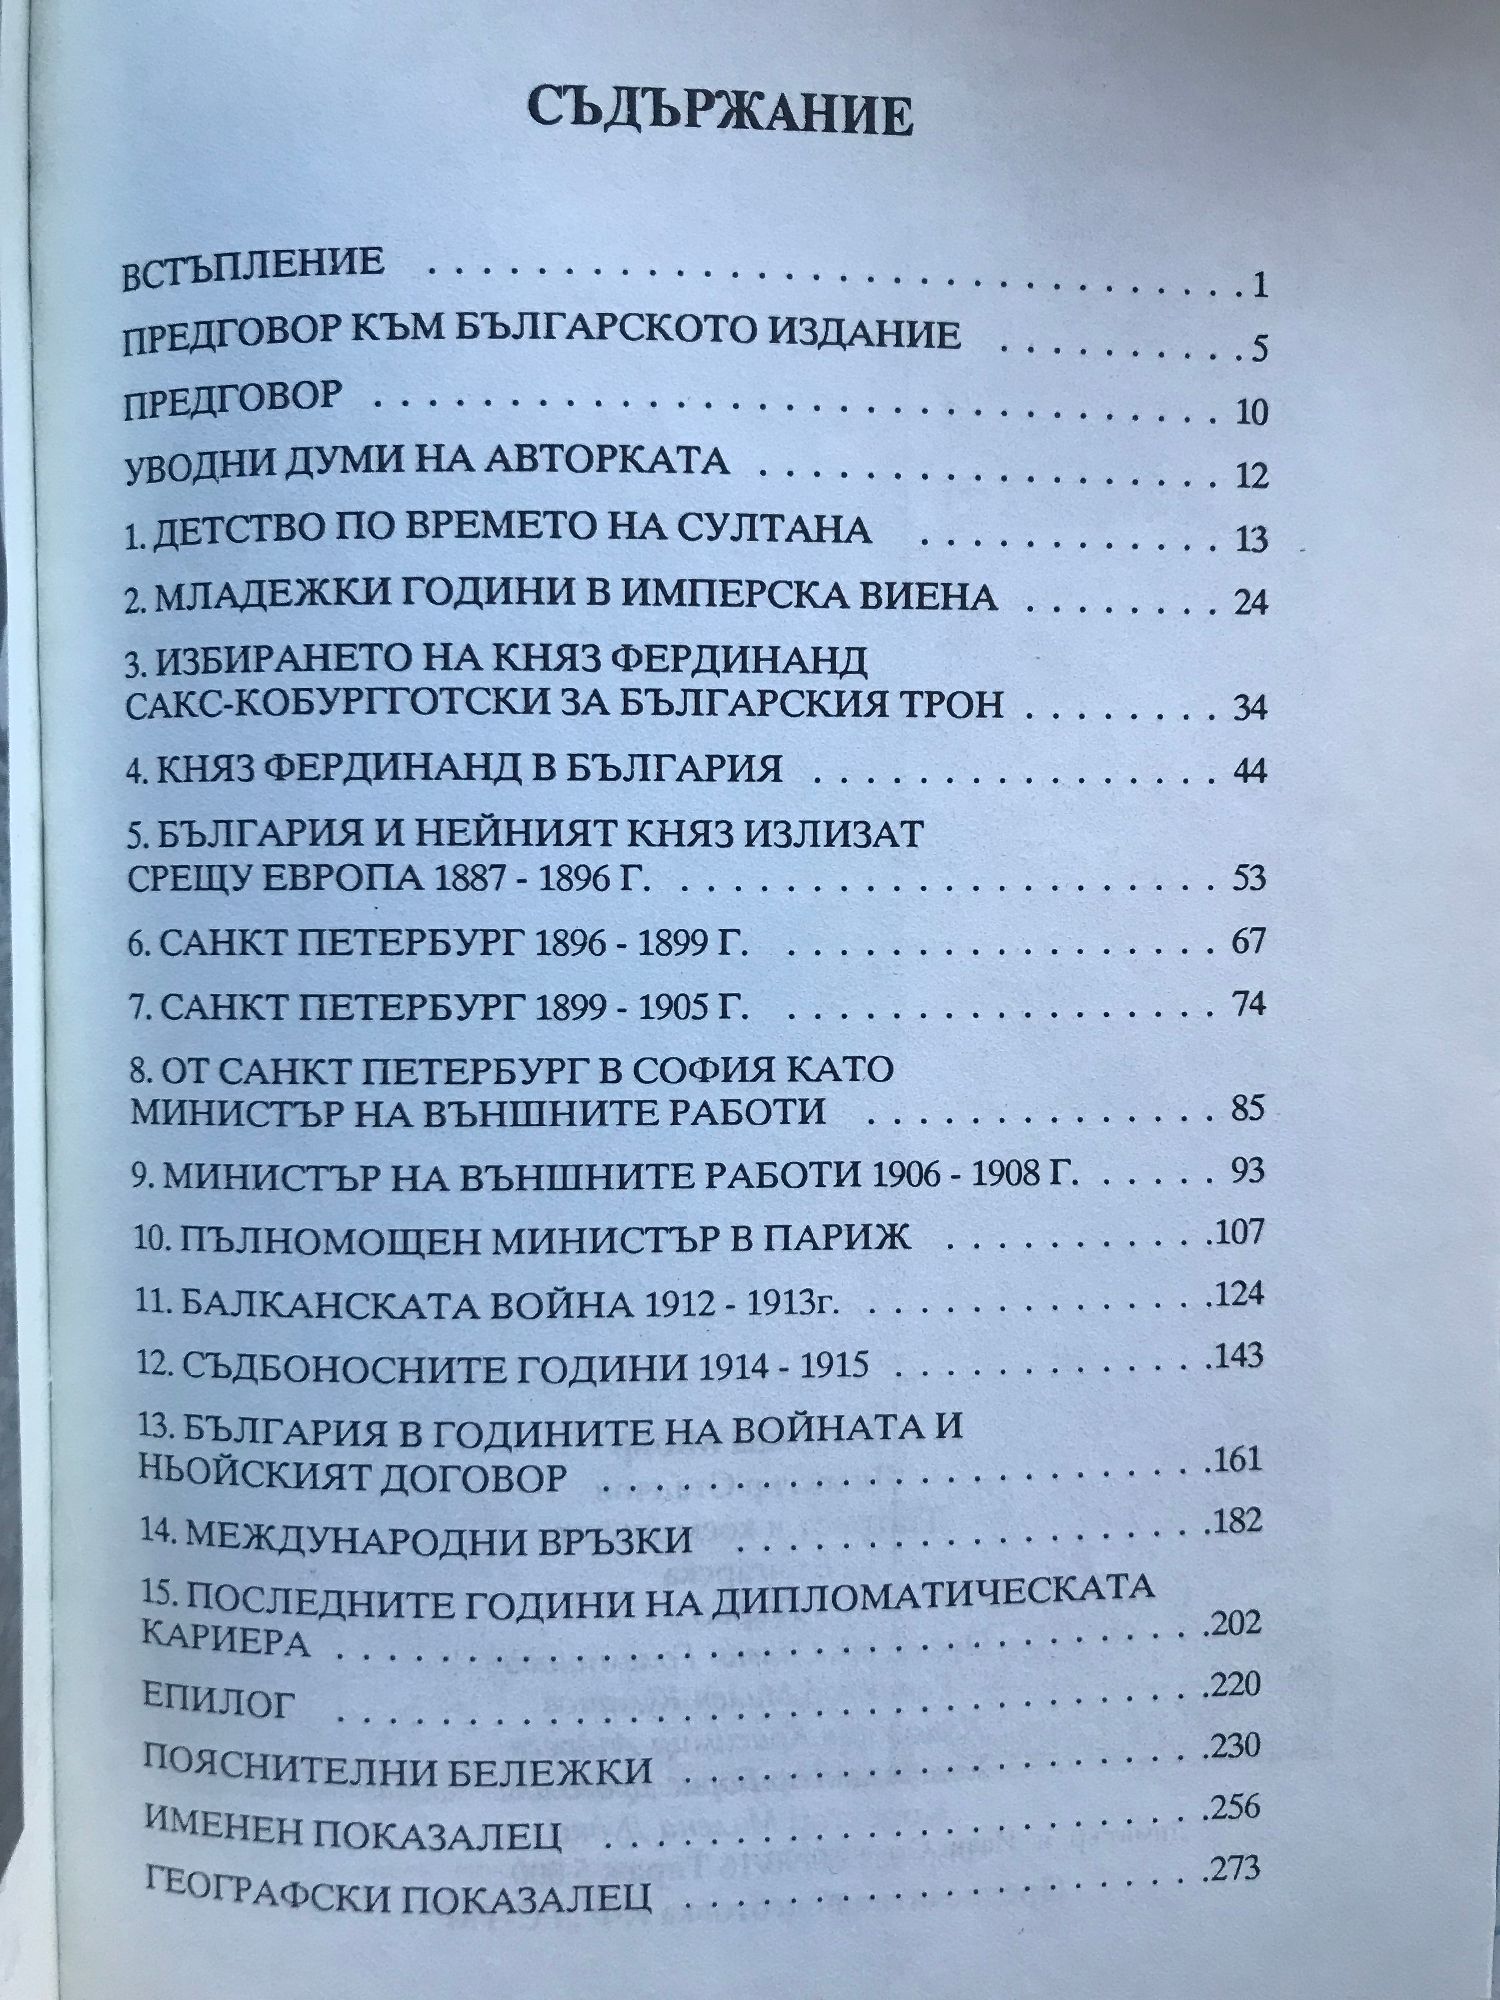 СЪДЪРЖАНИЕ
ВСТЪПЛЕНИЕ . . . . . . . . . . . . . . . . . . . . . . . . . . . . . . . 1
ПРЕДГОВОР КЪМ БЪЛГАРСКОТО ИЗДАНИЕ . . . . . . . . . . 5
ПРЕДГОВОР . . . . . . . . . . . . . . . . . . . . . . . . . . . . . . . . 10
УВОДНИ ДУМИ НА АВТОРКАТА . . . . . . . . . . . . . . . . . . 12
1. ДЕТСТВО ПО ВРЕМЕТО НА СУЛТАНА . . . . . . . . . . . . 13
2. МЛАДЕЖКИ ГОДИНИ В ИМПЕРСКА ВИЕНА . . . . . . . . 24
3. ИЗБИРАНЕТО НА КНЯЗ ФЕРДИНАНД
САКС-КОБУРГГОТСКИ ЗА БЪЛГАРСКИЯ ТРОН . . . . . . . . 34
4. КНЯЗ ФЕРДИНАНД В БЪЛГАРИЯ . . . . . . . . . . . . . . . . 44
5. БЪЛГАРИЯ И НЕЙНИЯТ КНЯЗ ИЗЛИЗАТ
СРЕЩУ ЕВРОПА 1887 - 1896 Г. . . . . . . . . . . . . . . . . . . . . . 53
6. САНКТ ПЕТЕРБУРГ 1896 - 1899 Г. . . . . . . . . . . . . . . . . . 67
7. САНКТ ПЕТЕРБУРГ 1899 - 1905 Г. . . . . . . . . . . . . . . . . . 74
8. ОТ САНКТ ПЕТЕРБУРГ В СОФИЯ КАТО
МИНИСТЪР НА ВЪНШНИТЕ РАБОТИ . . . . . . . . . . . . . . 85
9. МИНИСТЪР НА ВЪНШНИТЕ РАБОТИ 1906 - 1908 Г. . . . . . 93
10. ПЪЛНОМОЩЕН МИНИСТЪР В ПАРИЖ . . . . . . . . . . .107
11. БАЛКАНСКАТА ВОЙНА 1912 - 1913г. . . . . . . . . . . . . . .124
12. СЪДБОНОСНИТЕ ГОДИНИ 1914 - 1915 . . . . . . . . . . . . .143
13. БЪЛГАРИЯ В ГОДИНИТЕ НА ВОЙНАТА И
НЬОЙСКИЯТ ДОГОВОР . . . . . . . . . . . . . . . . . . . . . . . .161
14. МЕЖДУНАРОДНИ ВРЪЗКИ . . . . . . . . . . . . . . . . . . .182
15. ПОСЛЕДНИТЕ ГОДИНИ НА ДИПЛОМАТИЧЕСКАТА
КАРИЕРА . . . . . . . . . . . . . . . . . . . . . . . . . . . . . . . . . .202
ЕПИЛОГ . . . . . . . . . . . . . . . . . . . . . . . . . . . . . . . . . .220
ПОЯСНИТЕЛНИ БЕЛЕЖКИ . . . . . . . . . . . . . . . . . . . . .230
ИМЕНЕН ПОКАЗАЛЕЦ . . . . . . . . . . . . . . . . . . . . . . . .256
ГЕОГРАФСКИ ПОКАЗАЛЕЦ . . . . . . . . . . . . . . . . . . . . .273